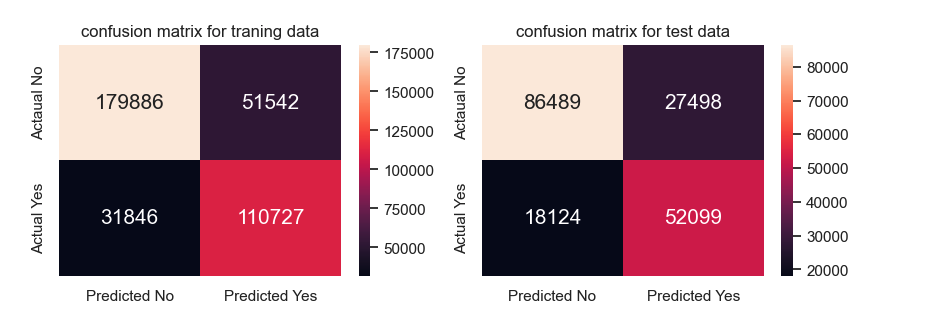 confusion matrix for traning data
Actaual No
Actual Yes
179886 51542
31846 110727
Predicted No Predicted Yes
175000
150000
125000
100000
75000
50000
confusion matrix for test data
Actaual No
Actual Yes
86489 27498
18124 52099
Predicted No Predicted Yes
80000
70000
60000
50000
40000
30000
20000